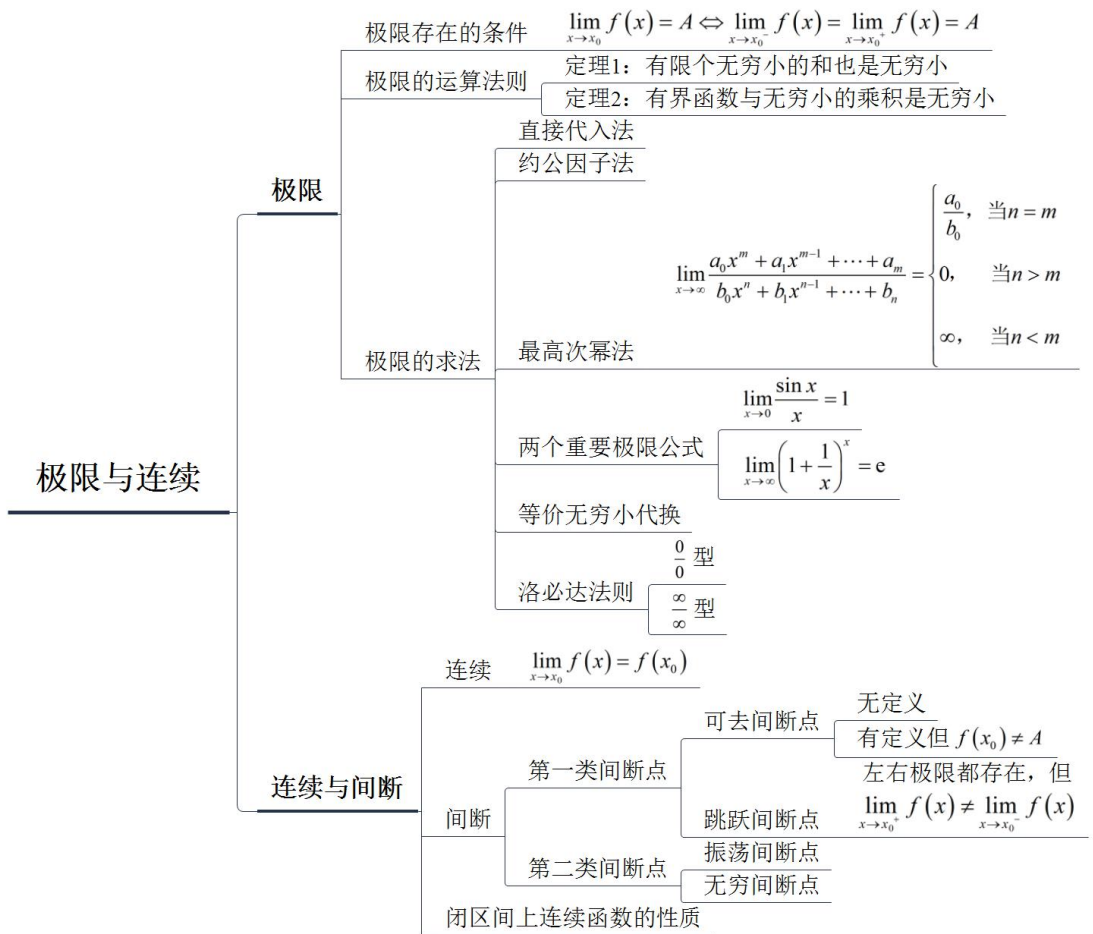 极限与连续
极限
极限存在的条件 lim_{x→x₀} f(x) = A ⇔ lim_{x→x₀⁻} f(x) = lim_{x→x₀⁺} f(x) = A
极限的运算法则
定理1：有限个无穷小的和也是无穷小
定理2：有界函数与无穷小的乘积是无穷小
极限的求法
直接代入法
约公因子法
最高次幂法
lim_{x→∞} (a₀x^m + a₁x^{m-1} + ⋯ + a_m)/(b₀x^n + b₁x^{n-1} + ⋯ + b_n) = {
a₀/b₀， 当n = m
0， 当n > m
∞， 当n < m
两个重要极限公式
lim_{x→0} sin x/x = 1
lim_{x→∞} (1 + 1/x)^x = e
等价无穷小代换
洛必达法则
0/0 型
∞/∞ 型
连续与间断
连续 lim_{x→x₀} f(x) = f(x₀)
间断
第一类间断点
可去间断点
无定义
有定义但 f(x₀) ≠ A
跳跃间断点
左右极限都存在，但
lim_{x→x₀⁺} f(x) ≠ lim_{x→x₀⁻} f(x)
第二类间断点
振荡间断点
无穷间断点
闭区间上连续函数的性质